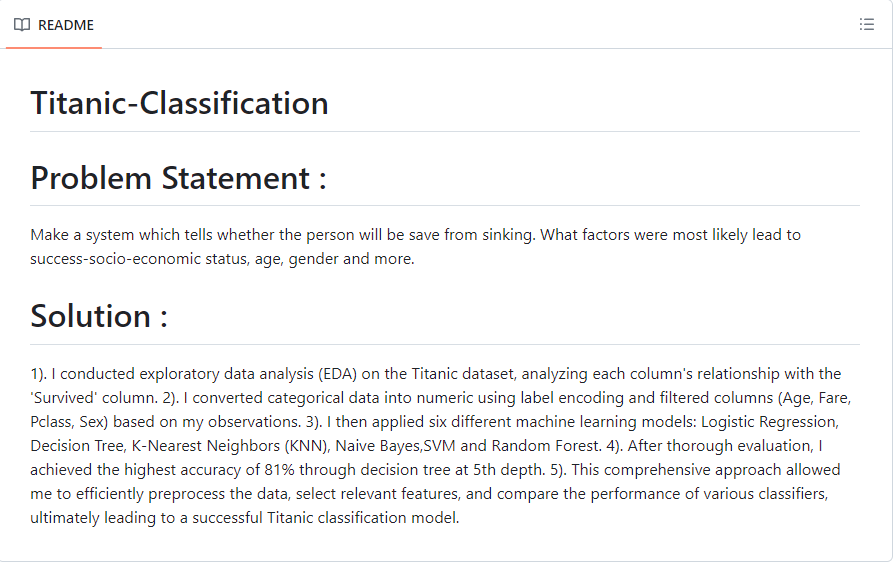 README
Titanic-Classification
Problem Statement :
Make a system which tells whether the person will be save from sinking. What factors were most likely lead to
success-socio-economic status, age, gender and more.
Solution :
1). I conducted exploratory data analysis (EDA) on the Titanic dataset, analyzing each column's relationship with the
'Survived' column. 2). I converted categorical data into numeric using label encoding and filtered columns (Age, Fare,
Pclass, Sex) based on my observations. 3). I then applied six different machine learning models: Logistic Regression,
Decision Tree, K-Nearest Neighbors (KNN), Naive Bayes,SVM and Random Forest. 4). After thorough evaluation, I
achieved the highest accuracy of 81% through decision tree at 5th depth. 5). This comprehensive approach allowed
me to efficiently preprocess the data, select relevant features, and compare the performance of various classifiers,
ultimately leading to a successful Titanic classification model.